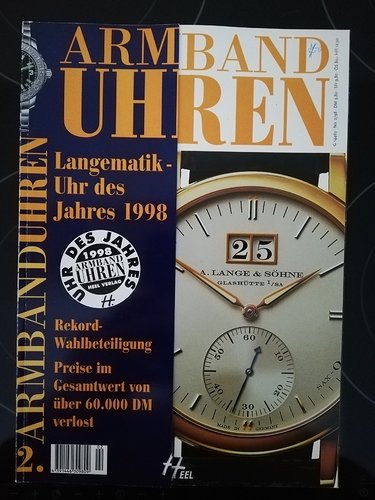 ARMBAND
UHREN
Langematik-
Uhr des
Jahres 1998
UHR DES JAHRES
1998
ARMBAND
UHREN
HEEL VERLAG
Rekord-
Wahlbeteiligung
Preise im
Gesamtwert von
über 60.000 DM
verlost
2. ARMBANDUHREN
25
A. LANGE & SÖHNE
GLASHÜTTE I/SA
60
10
20
30
40
50
MADE IN GERMANY
SAX-O
HEEL